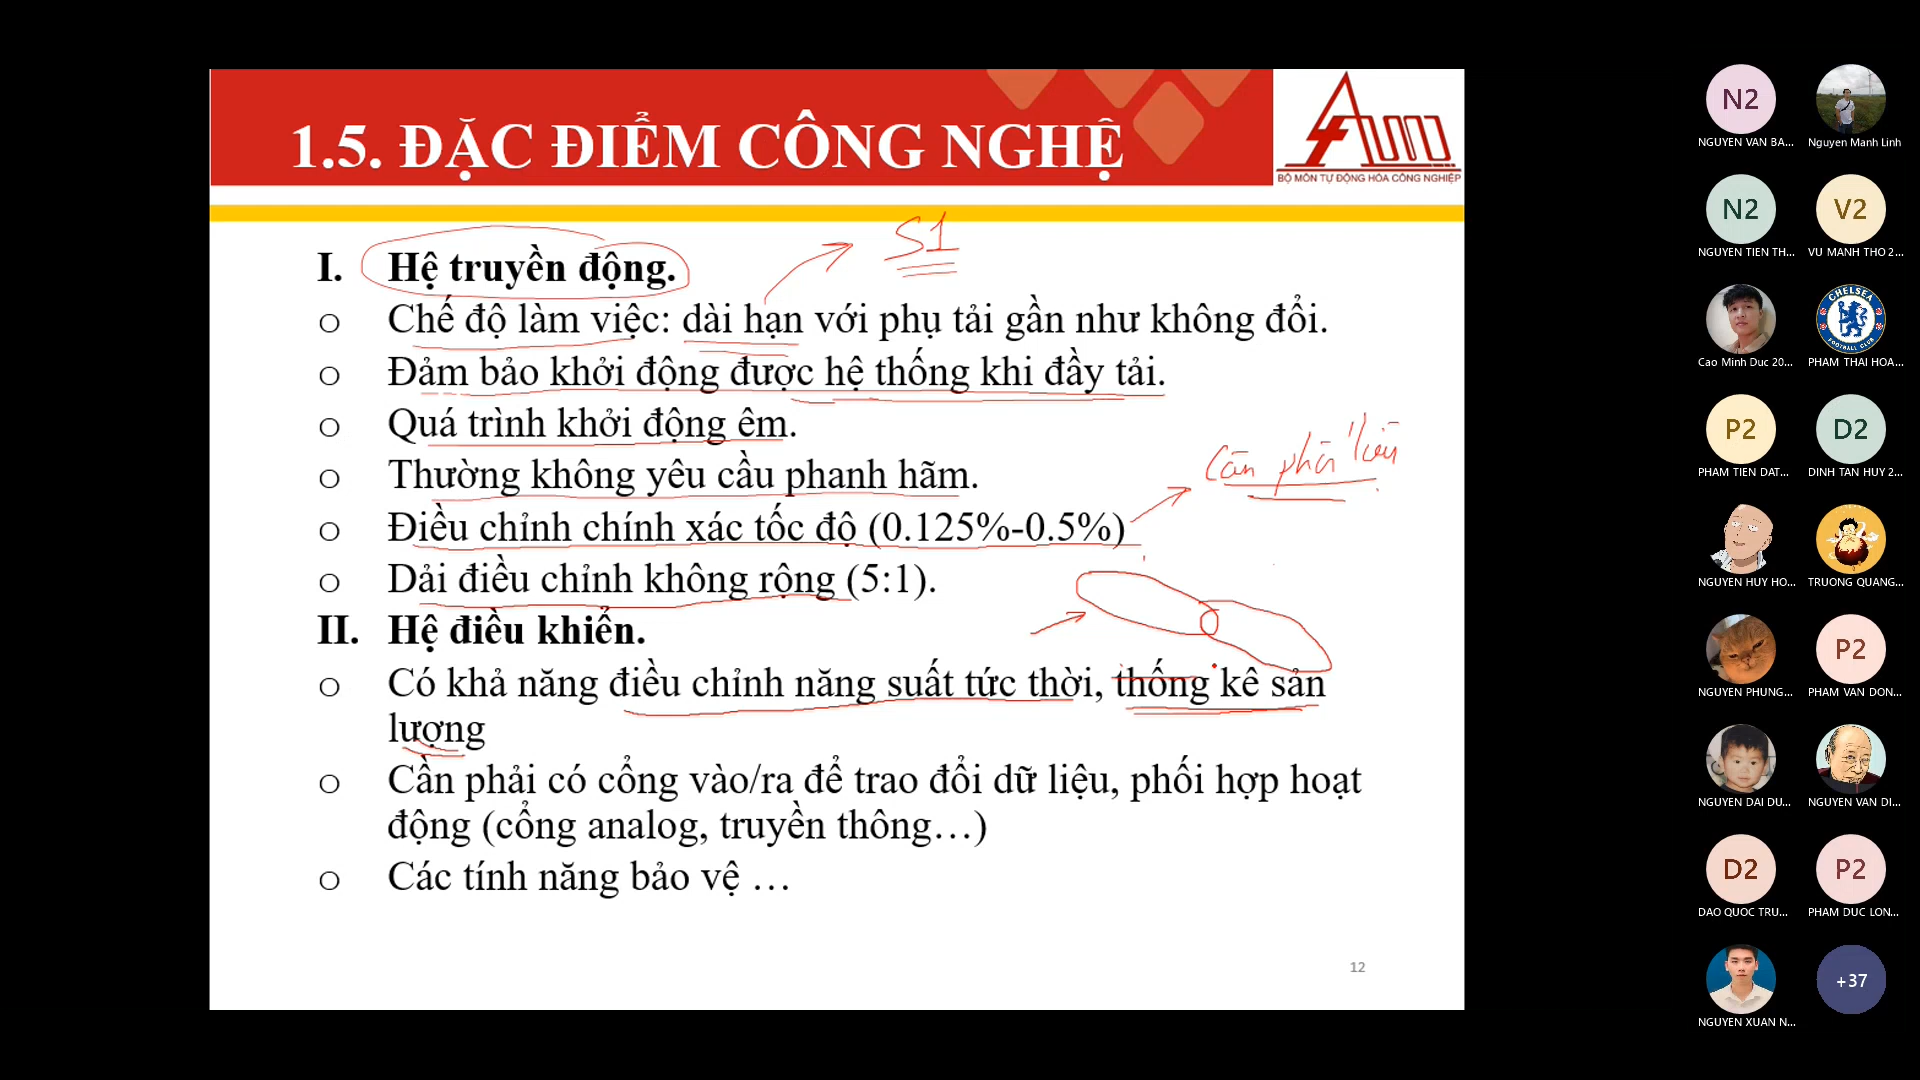 1.5. ĐẶC ĐIỂM CÔNG NGHỆ
BỘ MÔN TỰ ĐỘNG HÓA CÔNG NGHIỆP
S1
I. Hệ truyền động.
o Chế độ làm việc: dài hạn với phụ tải gần như không đổi.
o Đảm bảo khởi động được hệ thống khi đầy tải.
o Quá trình khởi động êm.
o Thường không yêu cầu phanh hãm.
Cân phối liệu
o Điều chỉnh chính xác tốc độ (0.125%-0.5%)
o Dải điều chỉnh không rộng (5:1).
II. Hệ điều khiển.
o Có khả năng điều chỉnh năng suất tức thời, thống kê sản
lượng
o Cần phải có cổng vào/ra để trao đổi dữ liệu, phối hợp hoạt
động (cổng analog, truyền thông…)
o Các tính năng bảo vệ …
12
N2
NGUYEN VAN BA...
Nguyen Manh Linh
N2
NGUYEN TIEN TH...
V2
VU MANH THO 2...
Cao Minh Duc 20...
CHELSEA
FOOTBALL CLUB
PHAM THAI HOA...
P2
PHAM TIEN DAT...
D2
DINH TAN HUY 2...
NGUYEN HUY HO...
TRUONG QUANG...
NGUYEN PHUNG...
P2
PHAM VAN DON...
NGUYEN DAI DU...
NGUYEN VAN DI...
D2
DAO QUOC TRU...
P2
PHAM DUC LON...
NGUYEN XUAN N...
+37